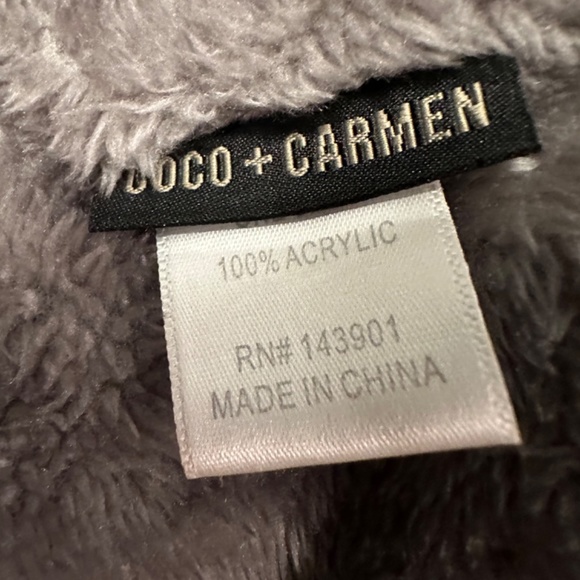 COCO + CARMEN
100% ACRYLIC
RN# 143901
MADE IN CHINA